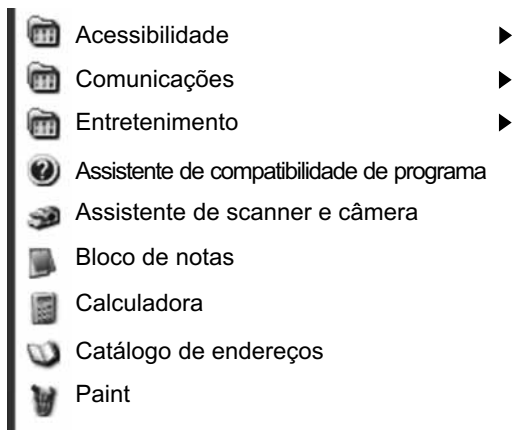 Acessibilidade
Comunicações
Entretenimento
Assistente de compatibilidade de programa
Assistente de scanner e câmera
Bloco de notas
Calculadora
Catálogo de endereços
Paint